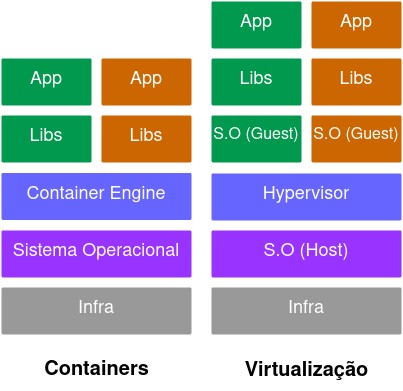 App App
Libs Libs
Container Engine
Sistema Operacional
Infra
Containers
App App
Libs Libs
S.O (Guest) S.O (Guest)
Hypervisor
S.O (Host)
Infra
Virtualização